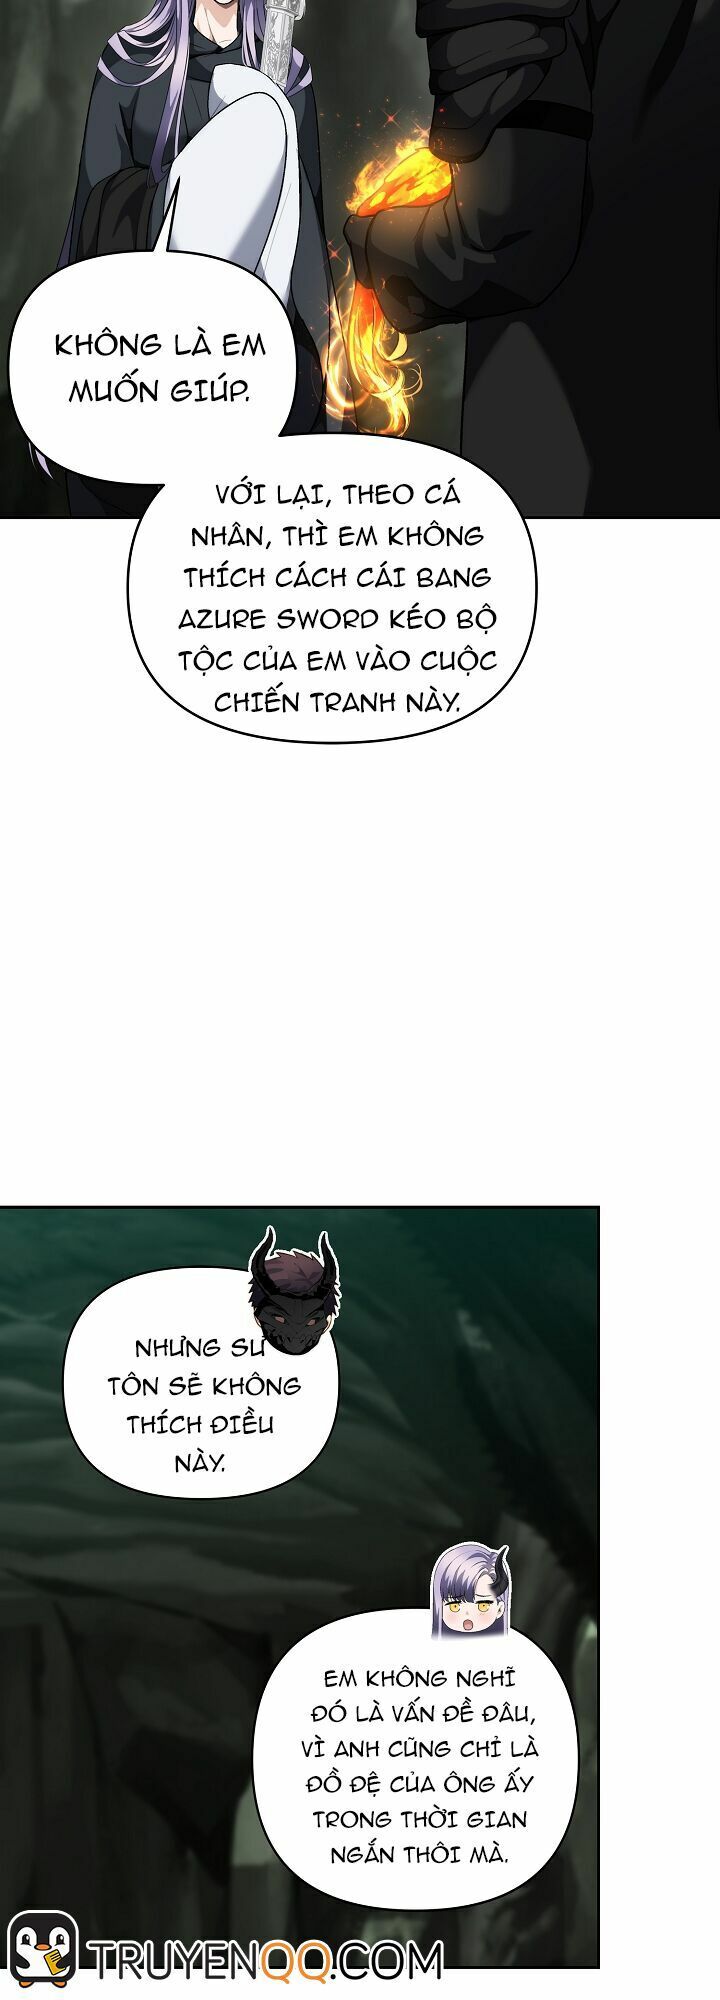 KHÔNG LÀ EM
MUỐN GIÚP.
VỚI LẠI, THEO CÁ
NHÂN, THÌ EM KHÔNG
THÍCH CÁCH CÁI BANG
AZURE SWORD KÉO BỘ
TỘC CỦA EM VÀO CUỘC
CHIẾN TRANH NÀY.
NHƯNG SƯ
TÔN SẼ KHÔNG
THÍCH ĐIỀU
NÀY.
EM KHÔNG NGHĨ
ĐÓ LÀ VẤN ĐỀ ĐÂU,
VÌ ANH CŨNG CHỈ LÀ
ĐỒ ĐỆ CỦA ÔNG ẤY
TRONG THỜI GIAN
NGẮN THÔI MÀ.
TRUYENQQ.COM